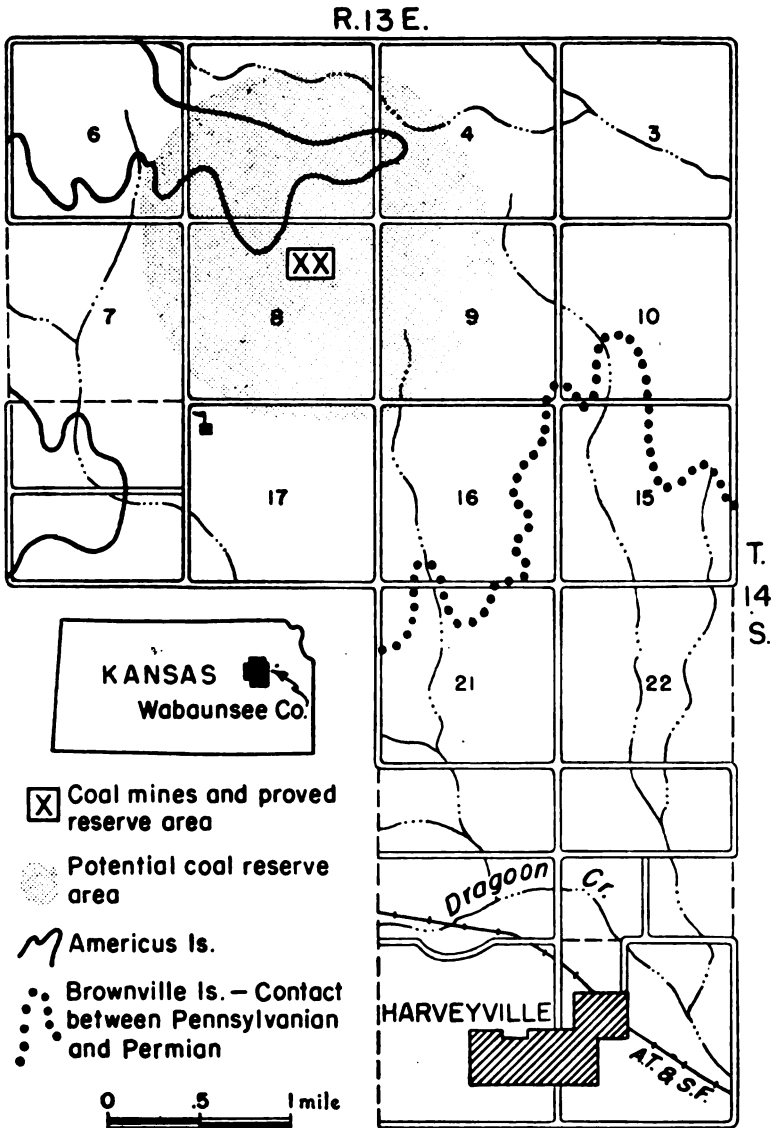 R.13 E.
6
4
3
XX
7
8
9
10
17
16
15
T.
14
S.
KANSAS
Wabaunsee Co.
21
22
X Coal mines and proved
reserve area
Potential coal reserve
area
Americus ls.
Brownville ls. – Contact
between Pennsylvanian
and Permian
0 .5 1 mile
Dragoon Cr.
HARVEYVILLE
A.T. & S.F.